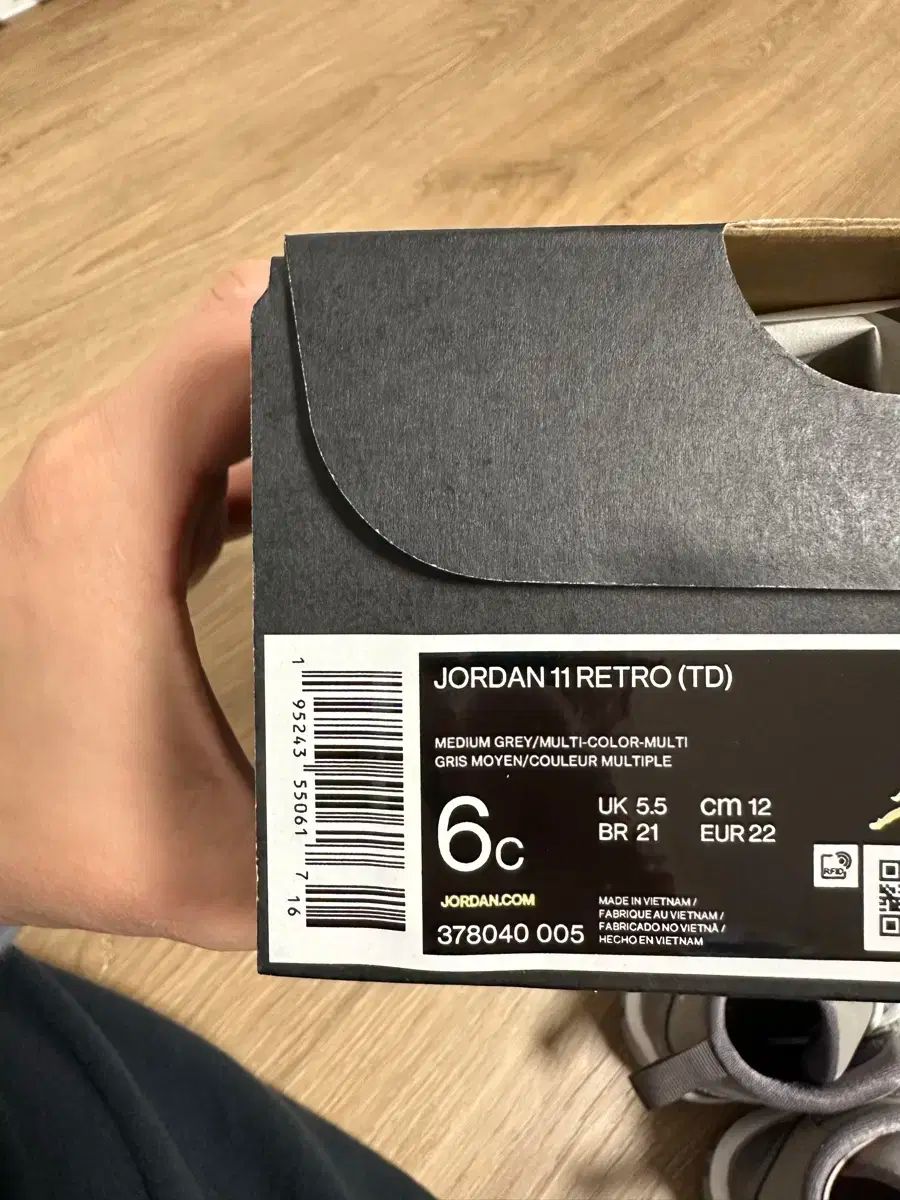 1 95243 55061 7 16
JORDAN 11 RETRO (TD)
MEDIUM GREY/MULTI-COLOR-MULTI
GRIS MOYEN/COULEUR MULTIPLE
6C
UK 5.5 cm 12
BR 21 EUR 22
RFID
JORDAN.COM
378040 005
MADE IN VIETNAM /
FABRIQUE AU VIETNAM /
FABRICADO NO VIETNÃ /
HECHO EN VIETNAM